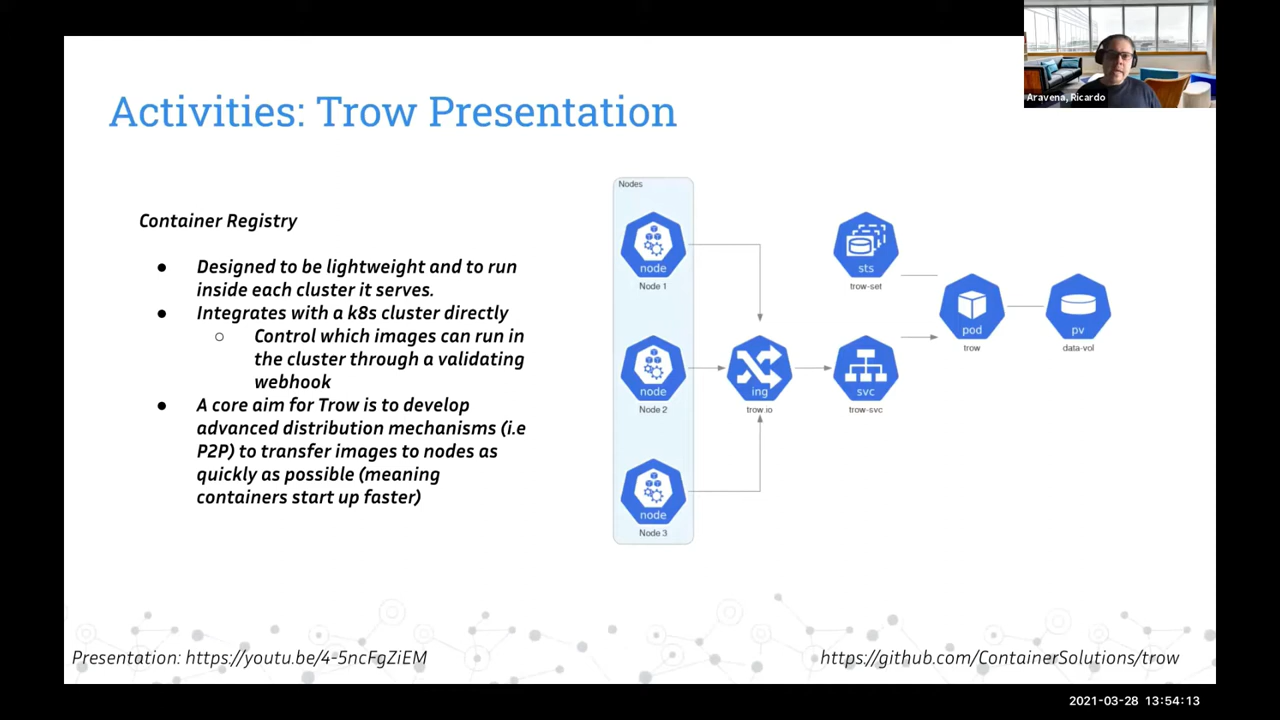 Aravena, Ricardo
Activities: Trow Presentation
Container Registry
● Designed to be lightweight and to run
inside each cluster it serves.
● Integrates with a k8s cluster directly
○ Control which images can run in
the cluster through a validating
webhook
● A core aim for Trow is to develop
advanced distribution mechanisms (i.e
P2P) to transfer images to nodes as
quickly as possible (meaning
containers start up faster)
Nodes
node
Node 1
node
Node 2
node
Node 3
ing
trow.io
sts
trow-set
svc
trow-svc
pod
trow
pv
data-vol
Presentation: https://youtu.be/4-5ncFgZiEM
https://github.com/ContainerSolutions/trow
2021-03-28 13:54:13